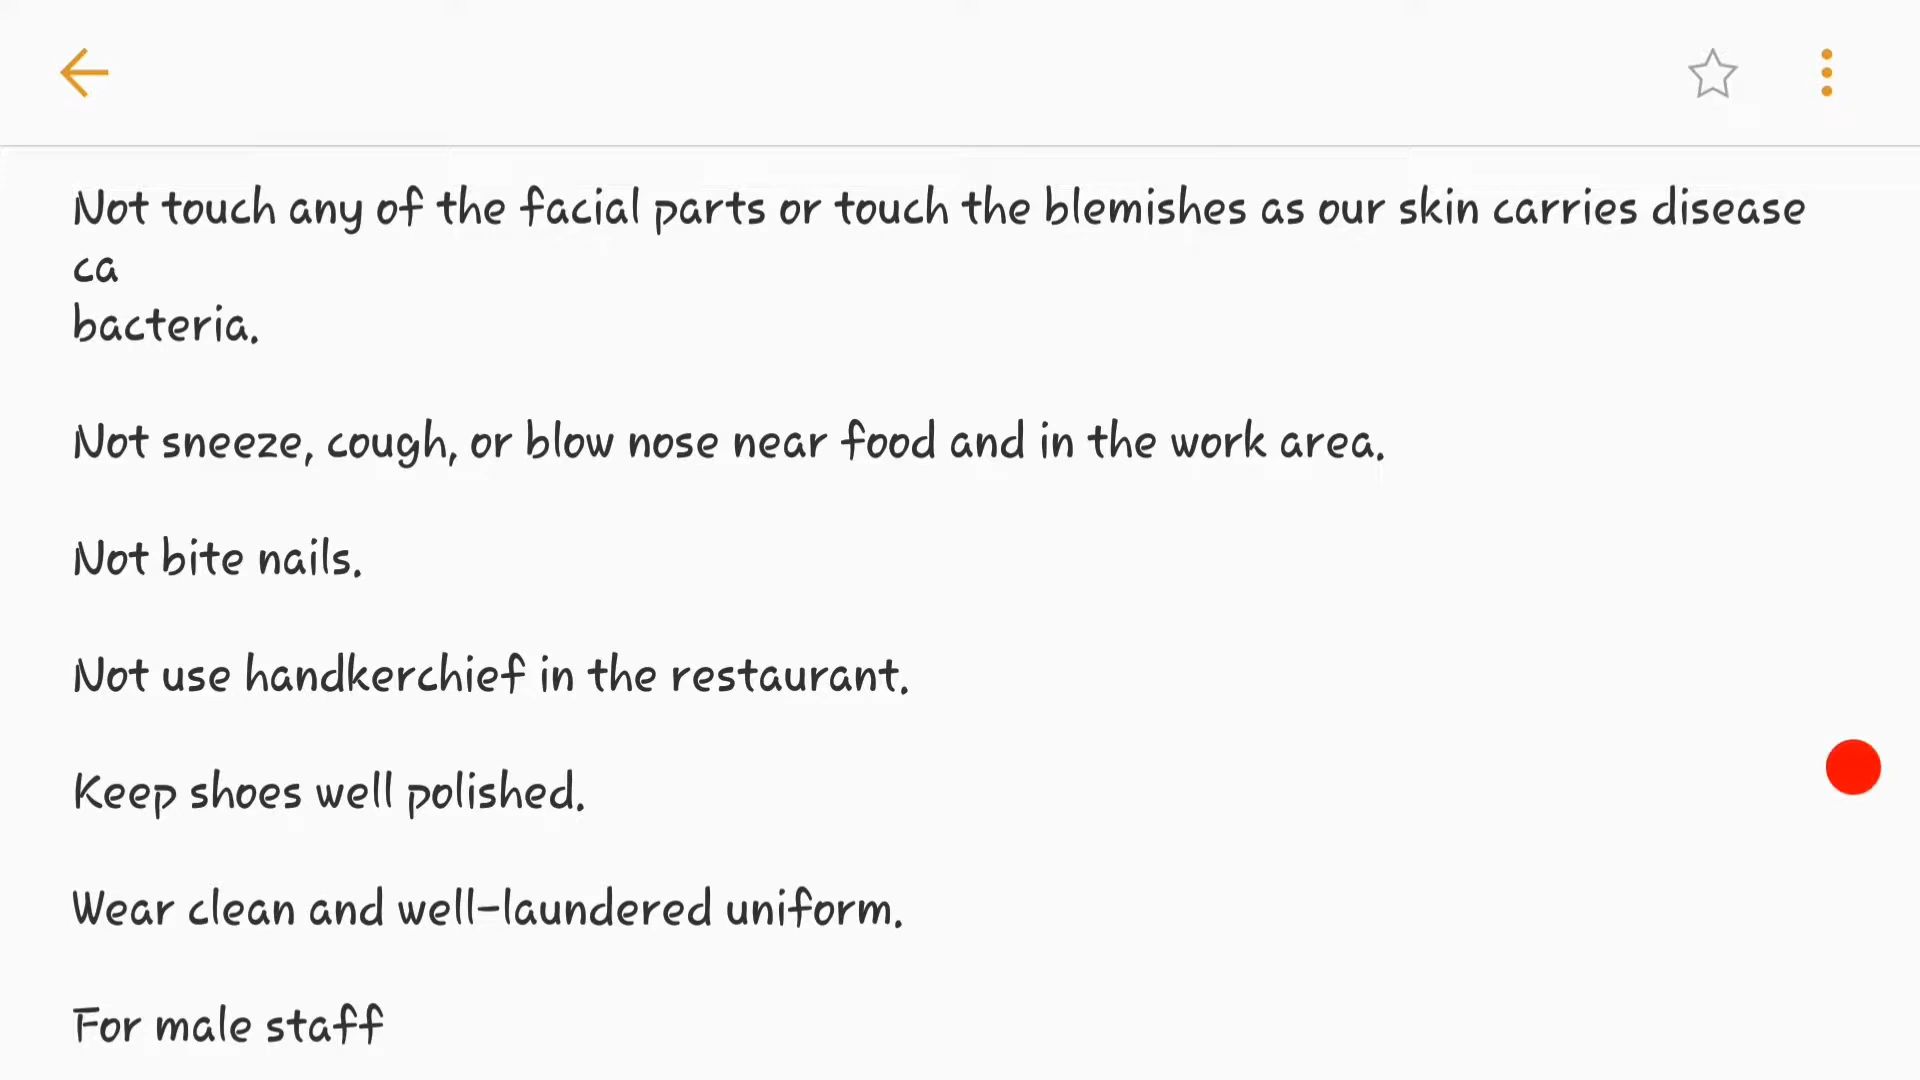 Not touch any of the facial parts or touch the blemishes as our skin carries disease
ca
bacteria.
Not sneeze, cough, or blow nose near food and in the work area.
Not bite nails.
Not use handkerchief in the restaurant.
Keep shoes well polished.
Wear clean and well-laundered uniform.
For male staff